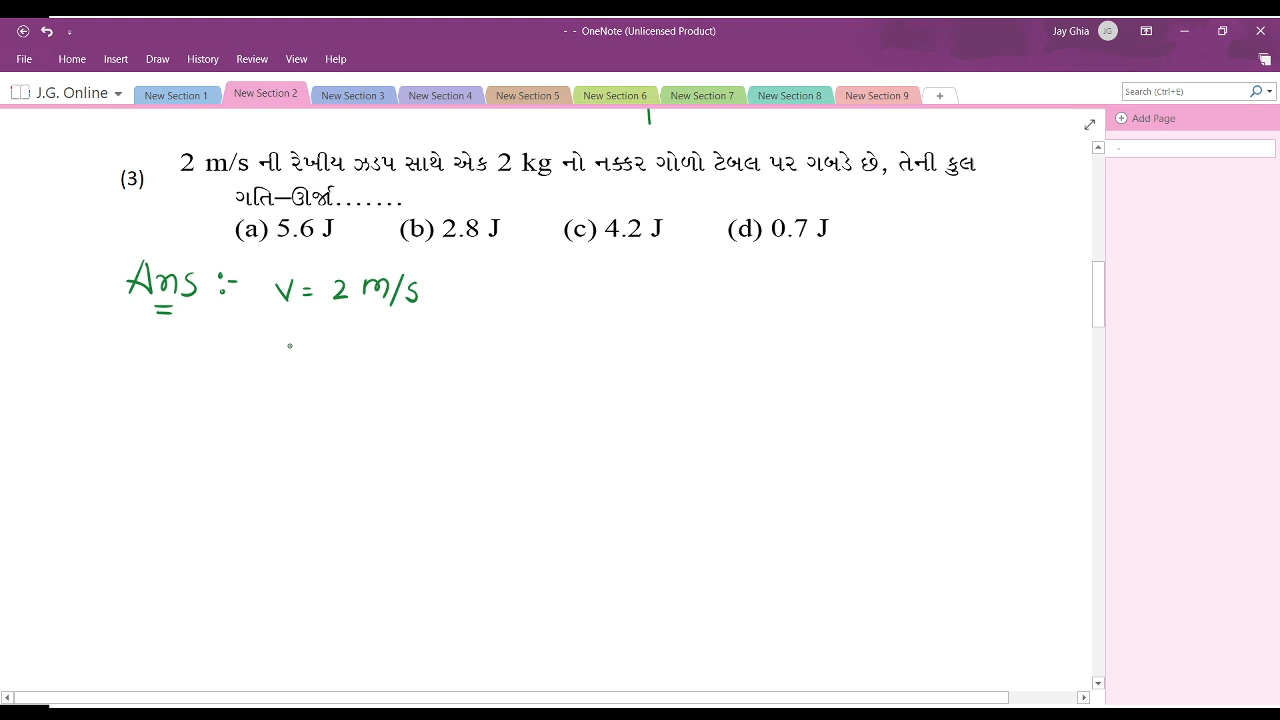 - - OneNote (Unlicensed Product)
Jay Ghia JG
File Home Insert Draw History Review View Help
J.G. Online New Section 1 New Section 2 New Section 3 New Section 4 New Section 5 New Section 6 New Section 7 New Section 8 New Section 9 + Search (Ctrl+E)
Add Page
-
(3) 2 m/s ની રેખીય ઝડપ સાથે એક 2 kg નો નક્કર ગોળો ટેબલ પર ગબડે છે, તેની કુલ
ગતિ–ઊર્જા.......
(a) 5.6 J (b) 2.8 J (c) 4.2 J (d) 0.7 J
Ans :- v = 2 m/s